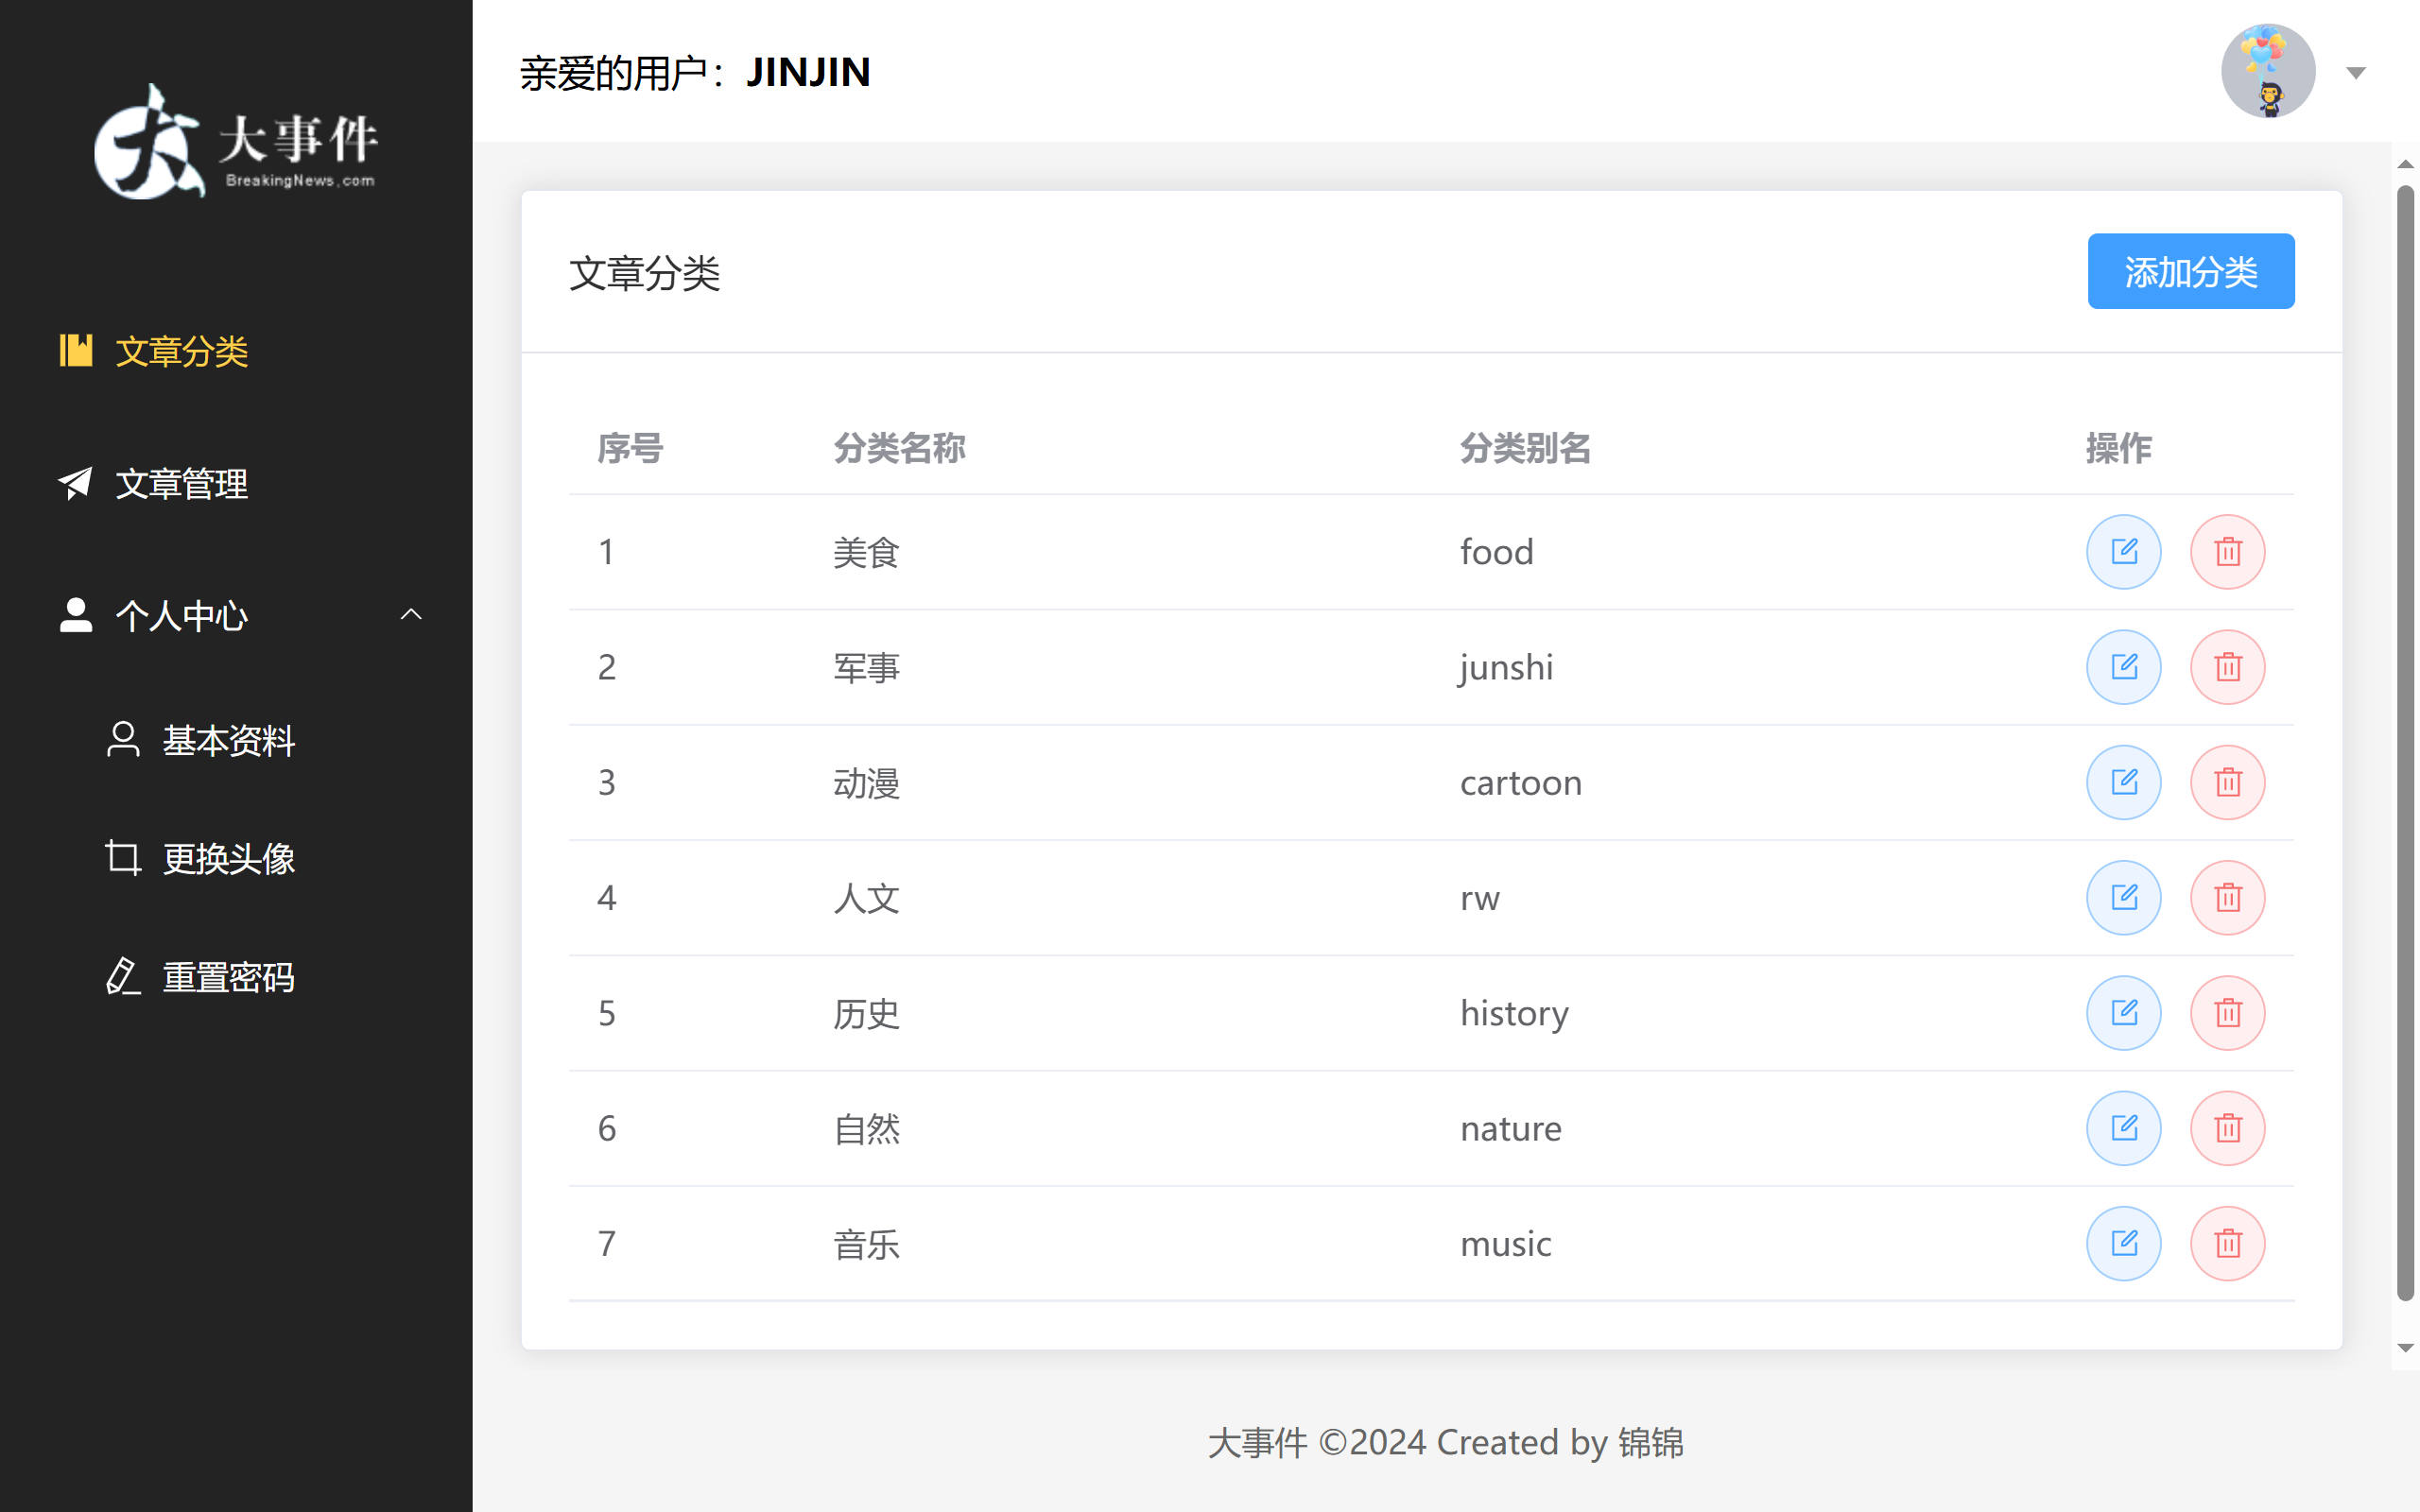 大事件
BreakingNews.com
文章分类
文章管理
个人中心
基本资料
更换头像
重置密码
亲爱的用户：JINJIN
文章分类
添加分类
序号 分类名称 分类别名 操作
1 美食 food
2 军事 junshi
3 动漫 cartoon
4 人文 rw
5 历史 history
6 自然 nature
7 音乐 music
大事件 ©2024 Created by 锦锦